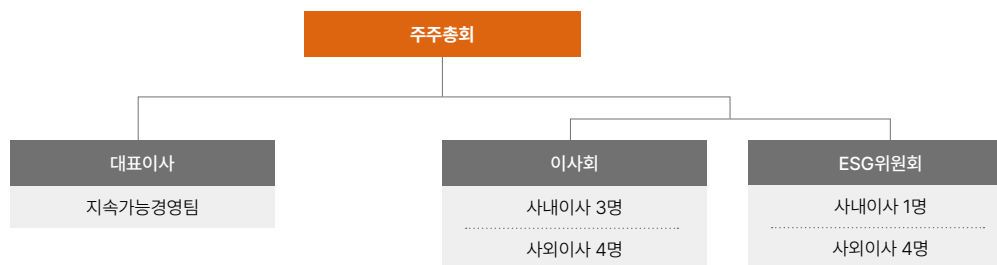 주주총회
대표이사
지속가능경영팀
이사회
사내이사 3명
사외이사 4명
ESG위원회
사내이사 1명
사외이사 4명